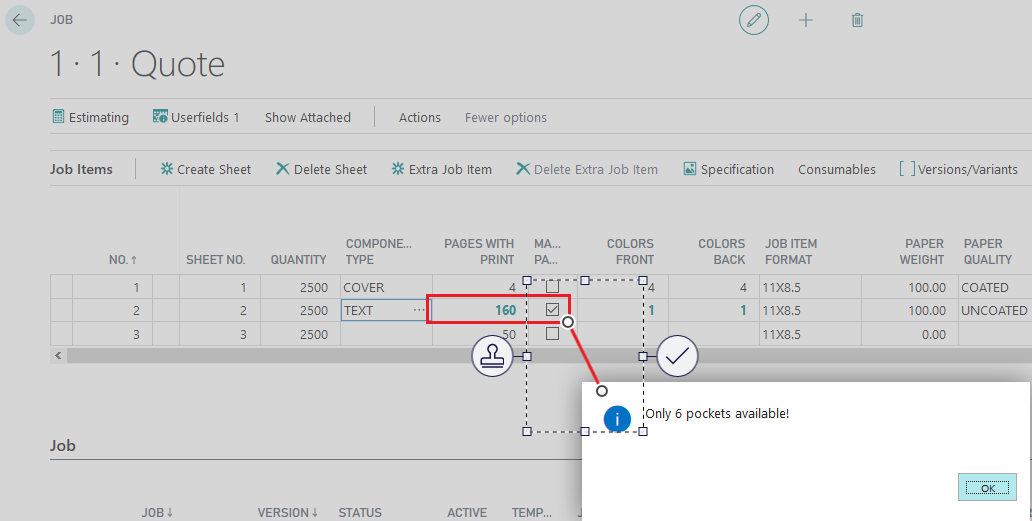 JOB
1 · 1 · Quote
Estimating Userfields 1 Show Attached Actions Fewer options
Job Items Create Sheet Delete Sheet Extra Job Item Delete Extra Job Item Specification Consumables Versions/Variants
COMPONE... PAGES WITH MA... COLORS COLORS JOB ITEM PAPER PAPER
NO.↑ SHEET NO. QUANTITY TYPE PRINT PA... FRONT BACK FORMAT WEIGHT QUALITY
1 1 2500 COVER 4 4 4 11X8.5 100.00 COATED
2 2 2500 TEXT ... 160 1 1 11X8.5 100.00 UNCOATED
3 3 2500 50 11X8.5 0.00
Only 6 pockets available!
Job
OK
JOB↓ VERSION↓ STATUS ACTIVE TEMP...